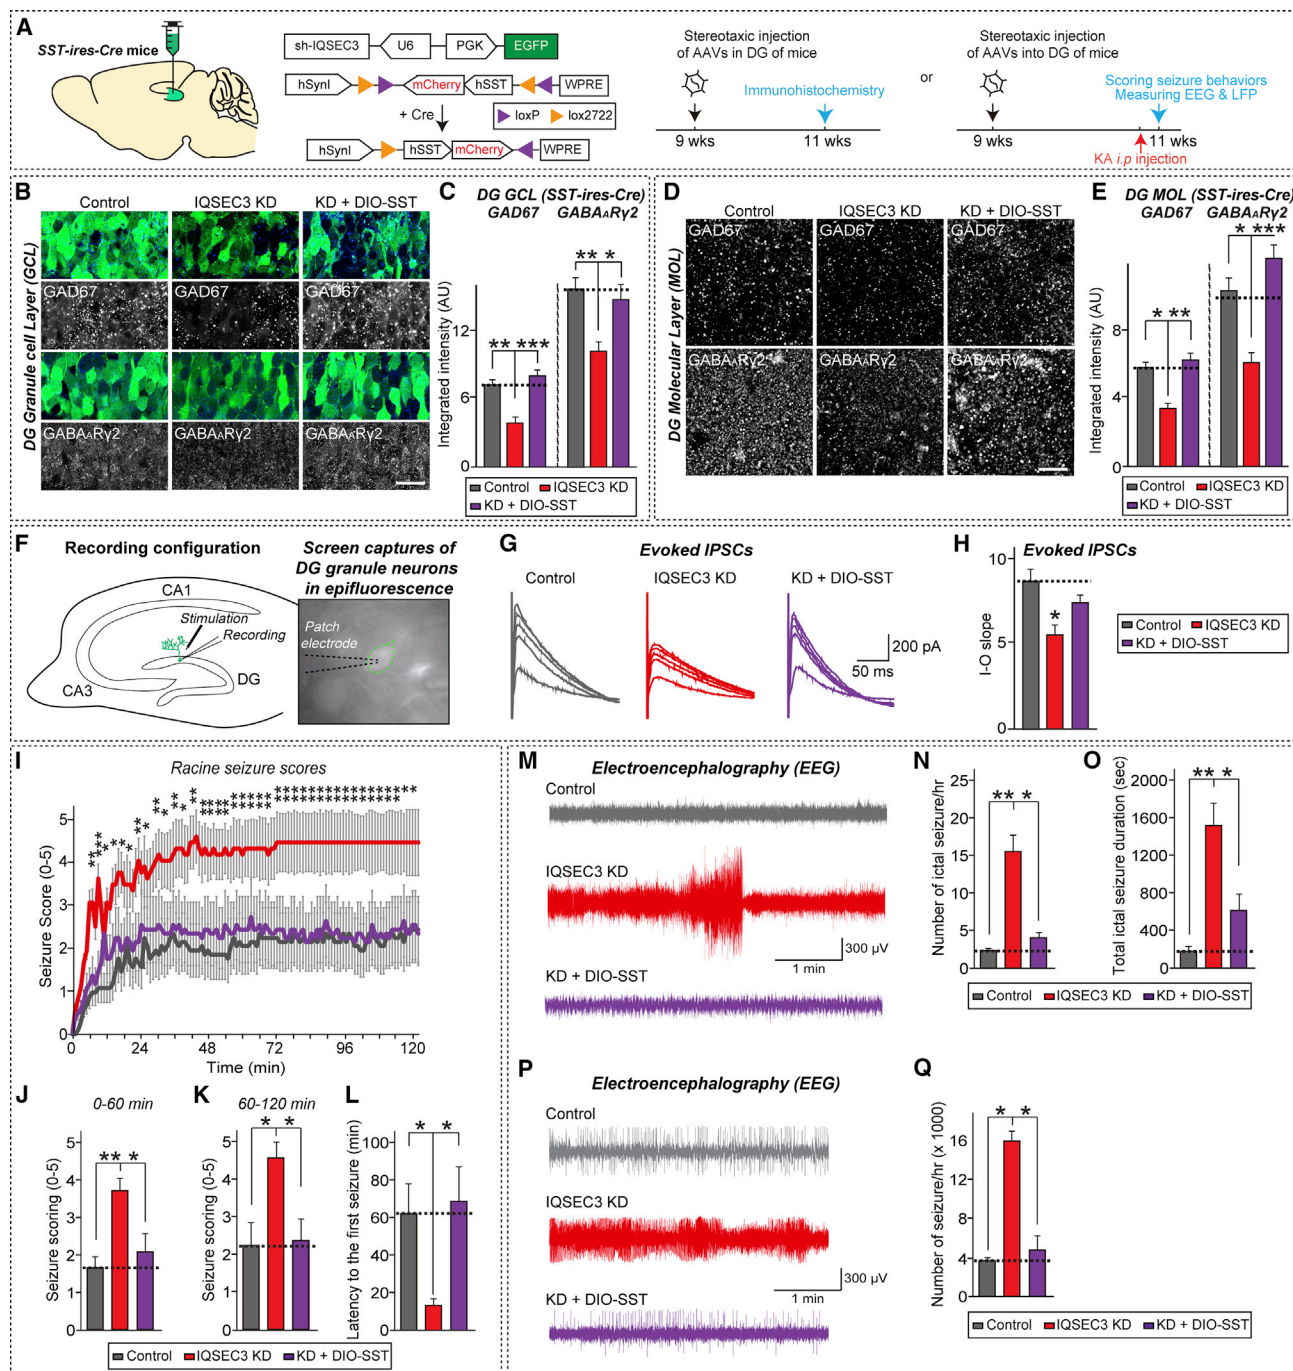 A
SST-ires-Cre mice
sh-IQSEC3 U6 PGK EGFP
hSynI mCherry hSST WPRE
+ Cre
loxP lox2722
hSynI hSST mCherry WPRE
Stereotaxic injection
of AAVs in DG of mice
Immunohistochemistry
9 wks 11 wks
or
Stereotaxic injection
of AAVs into DG of mice
Scoring seizure behaviors
Measuring EEG & LFP
9 wks 11 wks
KA i.p injection
B
Control IQSEC3 KD KD + DIO-SST
DG Granule cell Layer (GCL)
GAD67 GAD67 GAD67
GABAARγ2 GABAARγ2 GABAARγ2
C
DG GCL (SST-ires-Cre)
GAD67 GABAARγ2
Integrated intensity (AU)
12
6
0
** *** ** *
Control IQSEC3 KD
KD + DIO-SST
D
Control IQSEC3 KD KD + DIO-SST
DG Molecular Layer (MOL)
GAD67 GAD67 GAD67
GABAARγ2 GABAARγ2 GABAARγ2
E
DG MOL (SST-ires-Cre)
GAD67 GABAARγ2
Integrated intensity (AU)
8
4
0
* ** * ***
Control IQSEC3 KD
KD + DIO-SST
F
Recording configuration
CA1
Stimulation
Recording
CA3
DG
Screen captures of
DG granule neurons
in epifluorescence
Patch
electrode
G
Evoked IPSCs
Control IQSEC3 KD KD + DIO-SST
200 pA
50 ms
H
Evoked IPSCs
I-O slope
10
5
0
*
Control IQSEC3 KD
KD + DIO-SST
I
Racine seizure scores
Seizure Score (0-5)
5
4
3
2
1
0
0 24 48 72 96 120
Time (min)
J
0-60 min
Seizure scoring (0-5)
5
4
3
2
1
0
** *
K
60-120 min
Seizure scoring (0-5)
5
4
3
2
1
0
* *
L
Latency to the first seizure (min)
100
80
60
40
20
0
* *
Control IQSEC3 KD KD + DIO-SST
M
Electroencephalography (EEG)
Control
IQSEC3 KD
300 µV
1 min
KD + DIO-SST
N
Number of ictal seizure/hr
25
20
15
10
5
0
** *
O
Total ictal seizure duration (sec)
2000
1600
1200
800
400
0
** *
Control IQSEC3 KD KD + DIO-SST
P
Electroencephalography (EEG)
Control
IQSEC3 KD
300 µV
1 min
KD + DIO-SST
Q
Number of seizure/hr (x 1000)
16
12
8
4
0
* *
Control IQSEC3 KD KD + DIO-SST